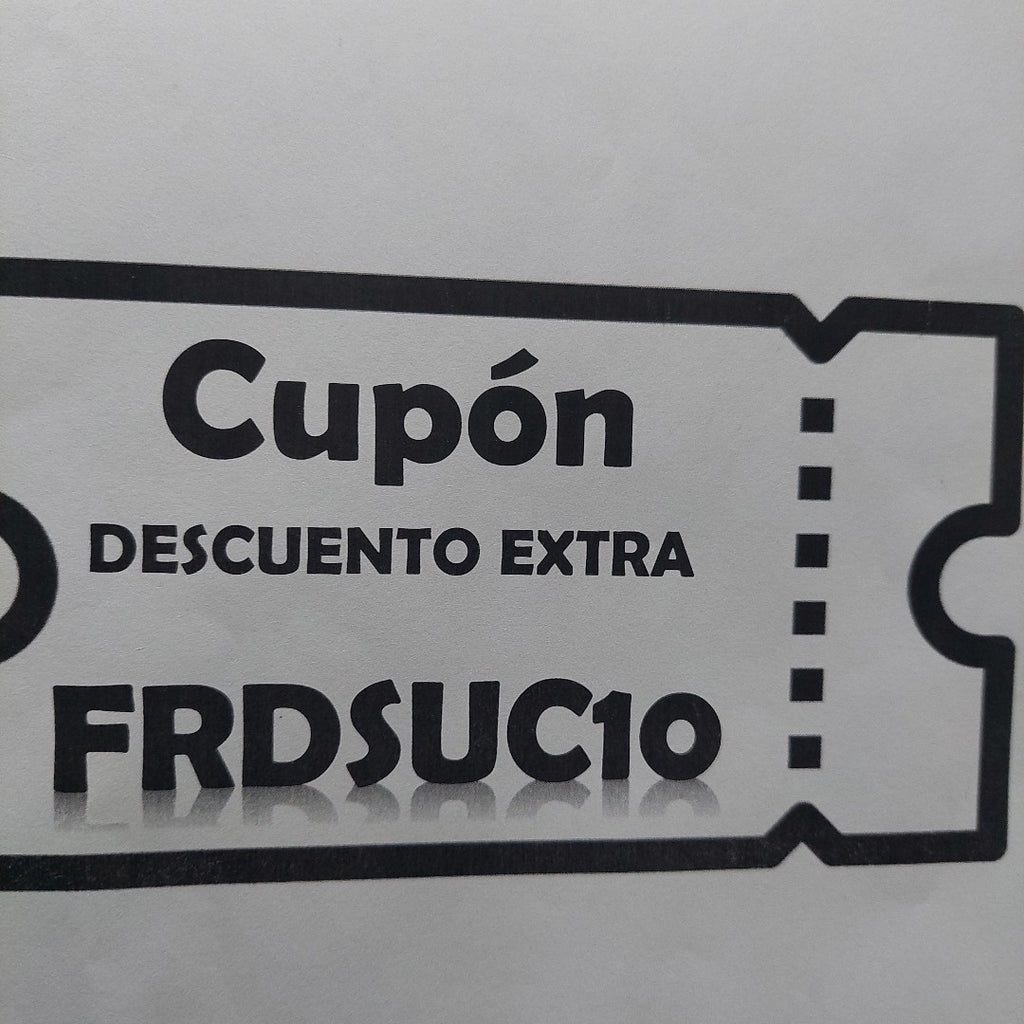 Cupón
DESCUENTO EXTRA
FRDSUC10